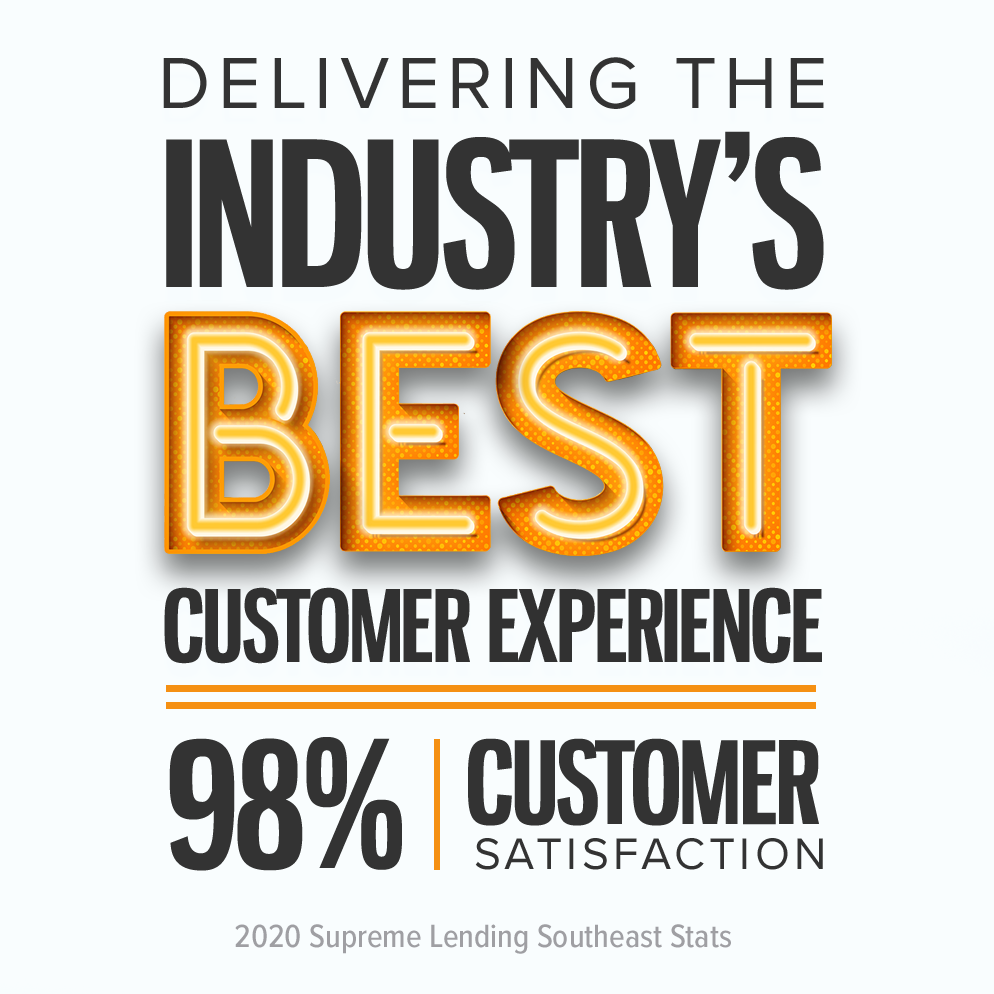 DELIVERING THE
INDUSTRY’S
BEST
CUSTOMER EXPERIENCE
98% | CUSTOMER
SATISFACTION
2020 Supreme Lending Southeast Stats